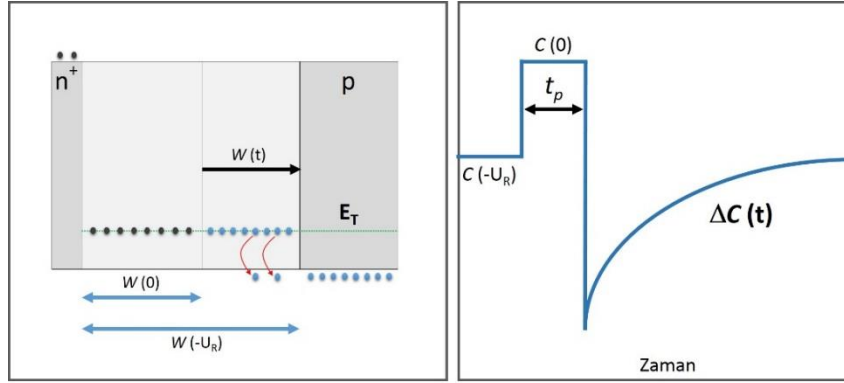 n+
p
W (t)
E_T
W (0)
W (-U_R)
C (0)
t_p
C (-U_R)
ΔC (t)
Zaman